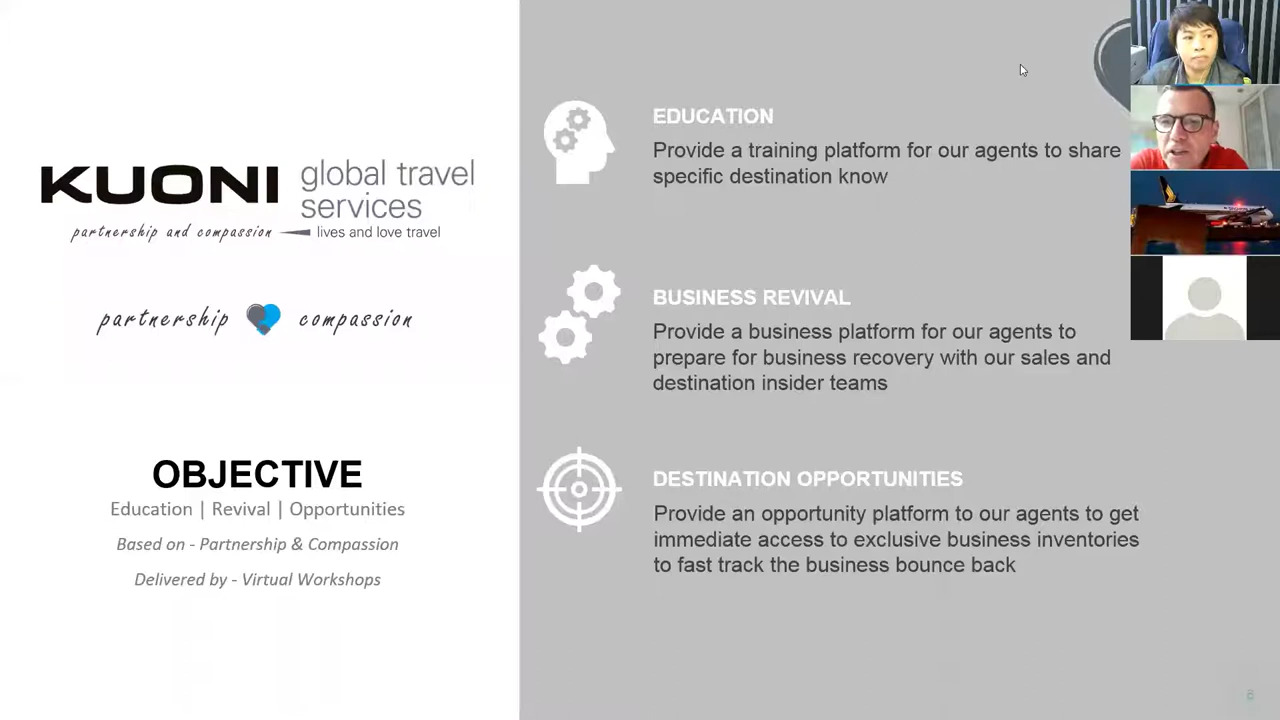 KUONI
global travel
services
partnership and compassion
lives and love travel
partnership compassion
OBJECTIVE
Education | Revival | Opportunities
Based on - Partnership & Compassion
Delivered by - Virtual Workshops
EDUCATION
Provide a training platform for our agents to share
specific destination know
BUSINESS REVIVAL
Provide a business platform for our agents to
prepare for business recovery with our sales and
destination insider teams
DESTINATION OPPORTUNITIES
Provide an opportunity platform to our agents to get
immediate access to exclusive business inventories
to fast track the business bounce back